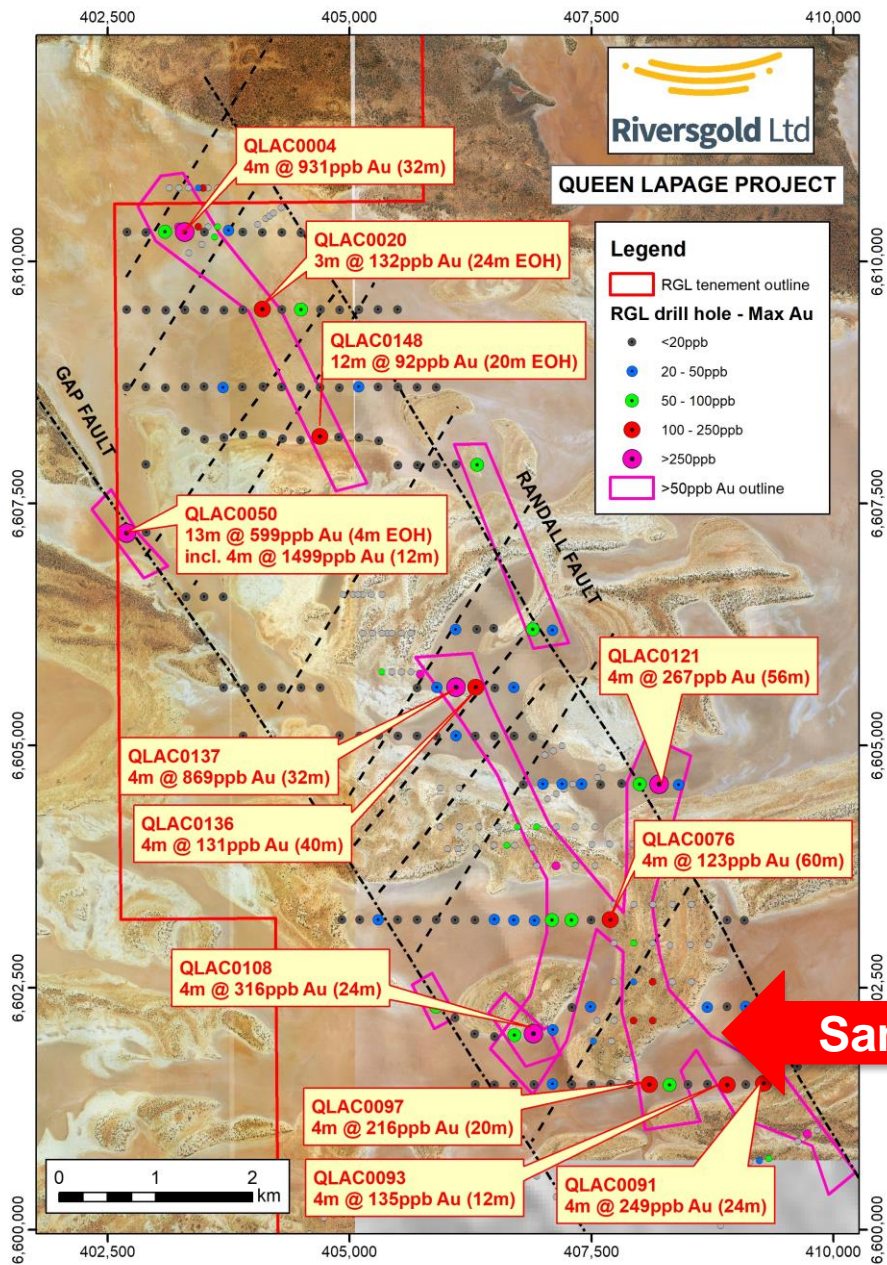 402,500
405,000
407,500
410,000
Riversgold Ltd
QUEEN LAPAGE PROJECT
QLAC0004
4m @ 931ppb Au (32m)
Legend
RGL tenement outline
RGL drill hole - Max Au
<20ppb
20 - 50ppb
50 - 100ppb
100 - 250ppb
>250ppb
>50ppb Au outline
6,610,000
6,610,000
QLAC0020
3m @ 132ppb Au (24m EOH)
QLAC0148
12m @ 92ppb Au (20m EOH)
GAP FAULT
RANDALL FAULT
6,607,500
6,607,500
QLAC0050
13m @ 599ppb Au (4m EOH)
incl. 4m @ 1499ppb Au (12m)
QLAC0121
4m @ 267ppb Au (56m)
6,605,000
6,605,000
QLAC0137
4m @ 869ppb Au (32m)
QLAC0136
4m @ 131ppb Au (40m)
QLAC0076
4m @ 123ppb Au (60m)
6,602,500
6,602,500
QLAC0108
4m @ 316ppb Au (24m)
QLAC0097
4m @ 216ppb Au (20m)
QLAC0093
4m @ 135ppb Au (12m)
QLAC0091
4m @ 249ppb Au (24m)
0 1 2
km
6,600,000
6,600,000
402,500
405,000
407,500
410,000